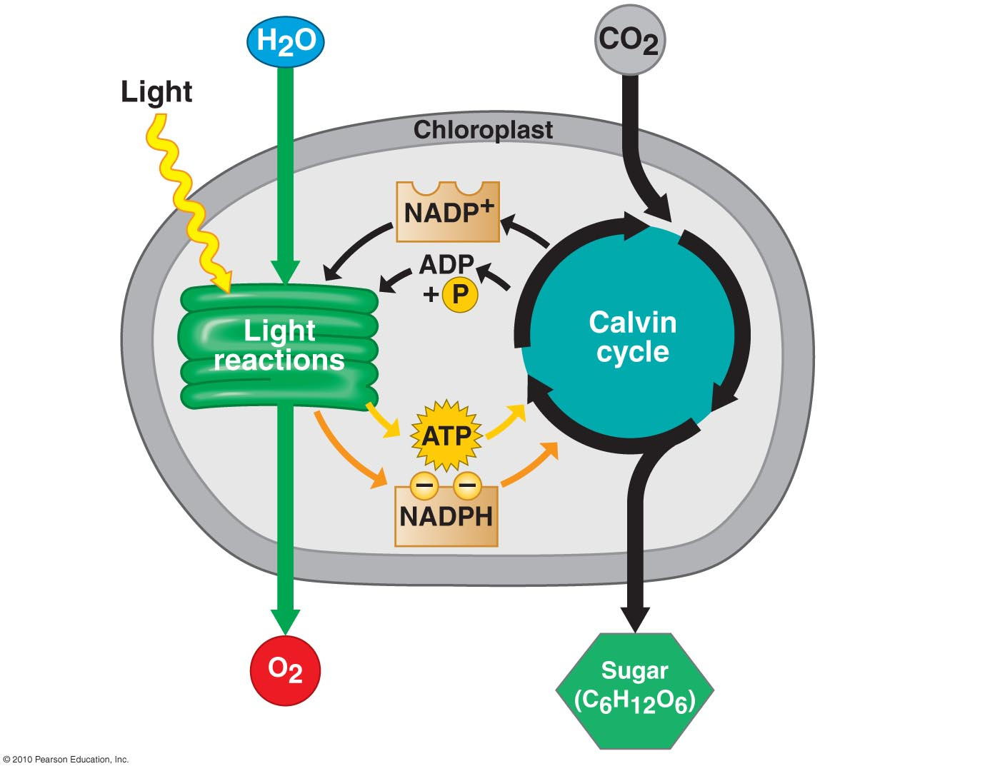 H2O
CO2
Light
Chloroplast
NADP+
ADP
+ P
Light
reactions
Calvin
cycle
ATP
− −
NADPH
O2
Sugar
(C6H12O6)
© 2010 Pearson Education, Inc.